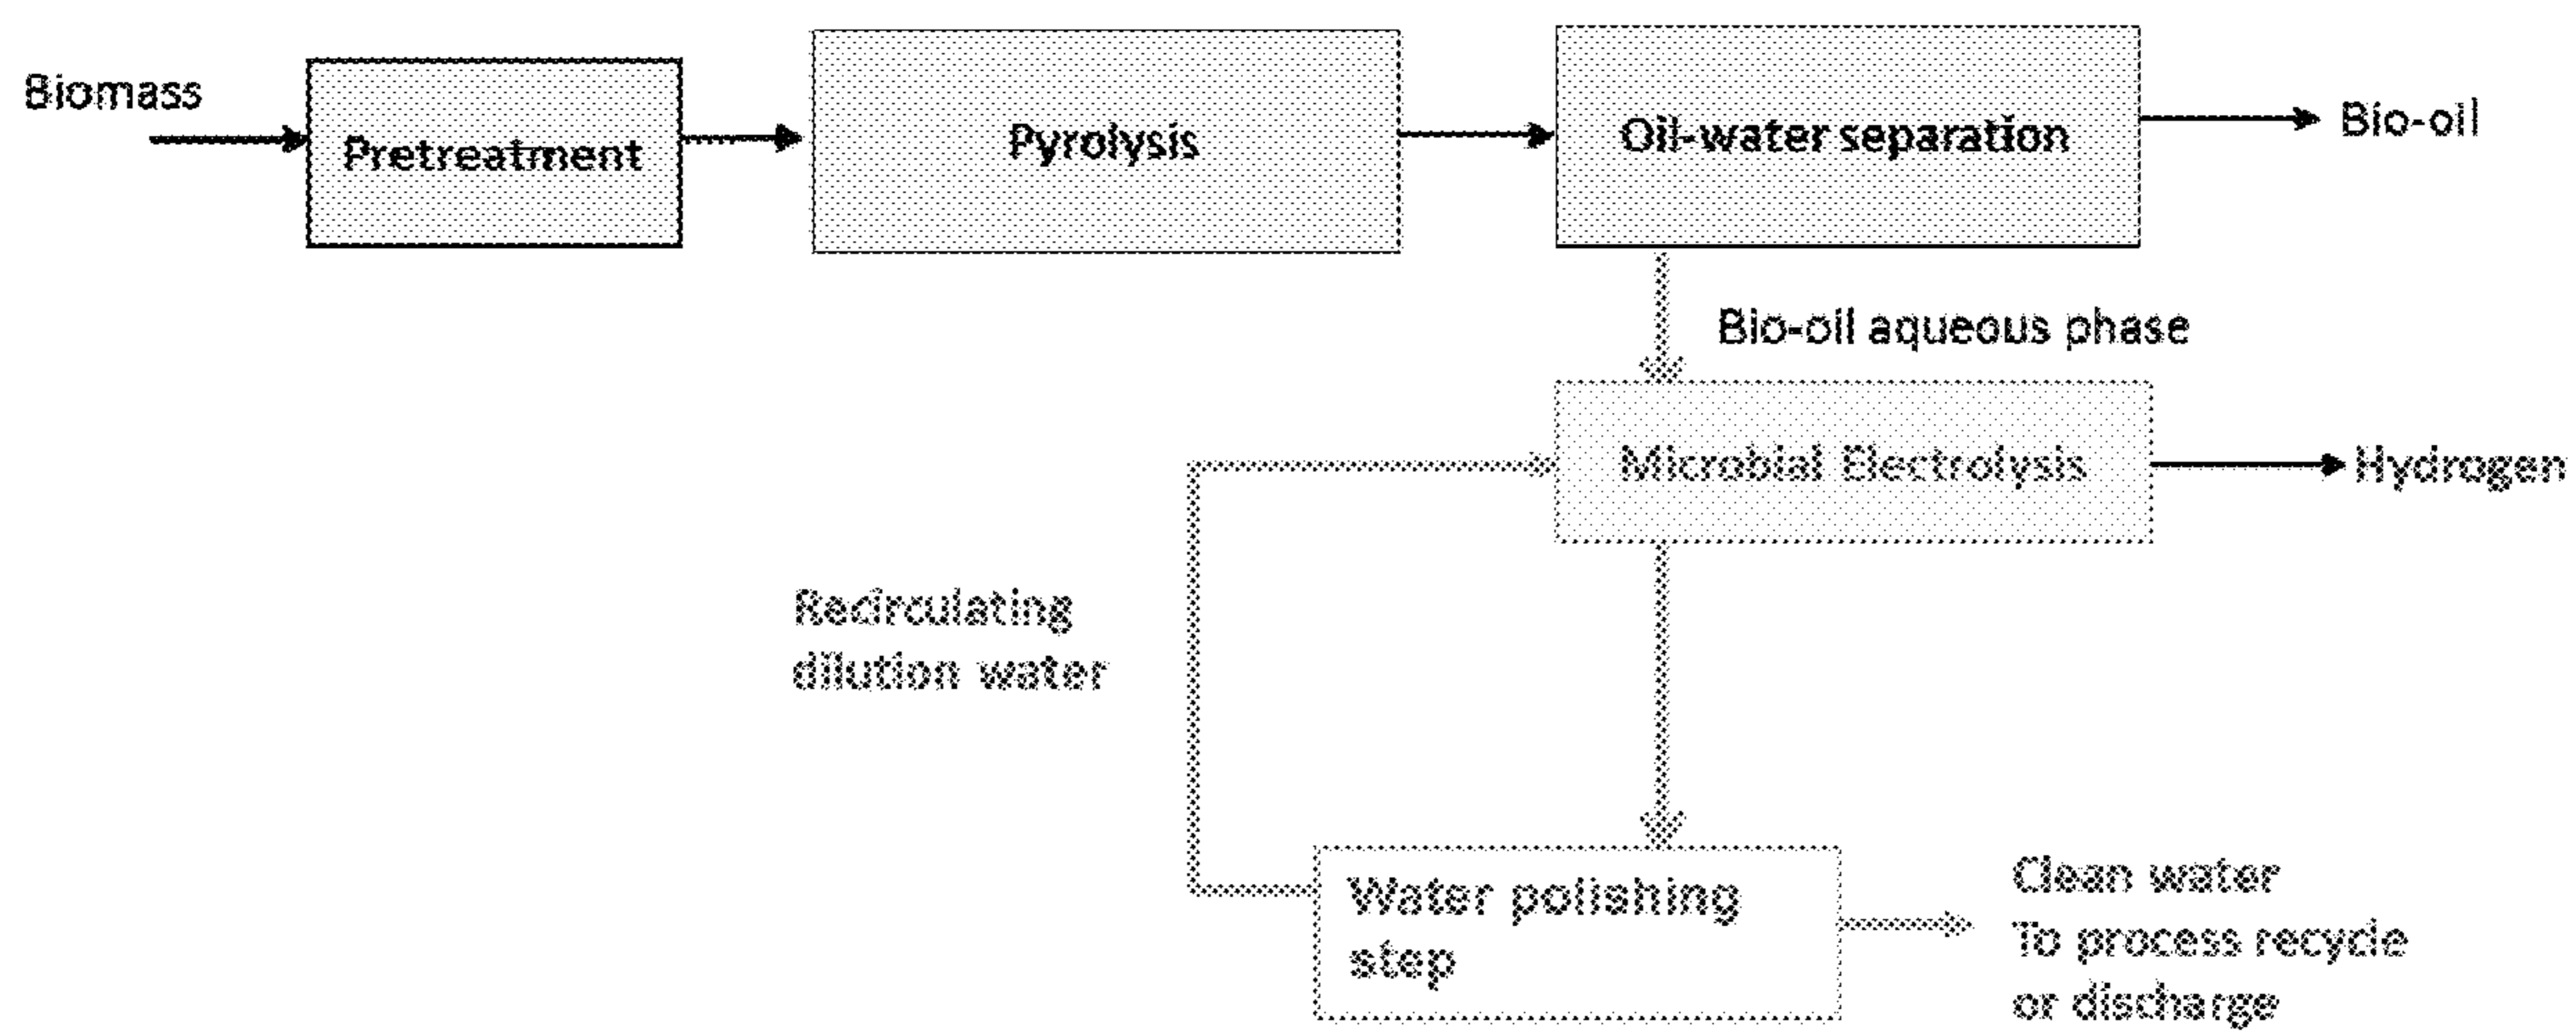 Biomass
Pretreatment
Pyrolysis
Oil-water separation
Bio-oil
Bio-oil aqueous phase
Microbial Electrolysis
Hydrogen
Recirculating
dilution water
Water polishing
step
Clean water
To process recycle
or discharge